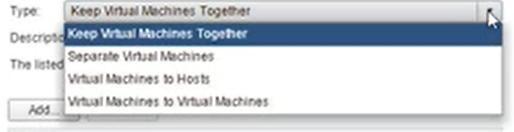 Type: Keep Virtual Machines Together
Descripti Keep Virtual Machines Together
Separate Virtual Machines
The listed
Virtual Machines to Hosts
Virtual Machines to Virtual Machines
Add...